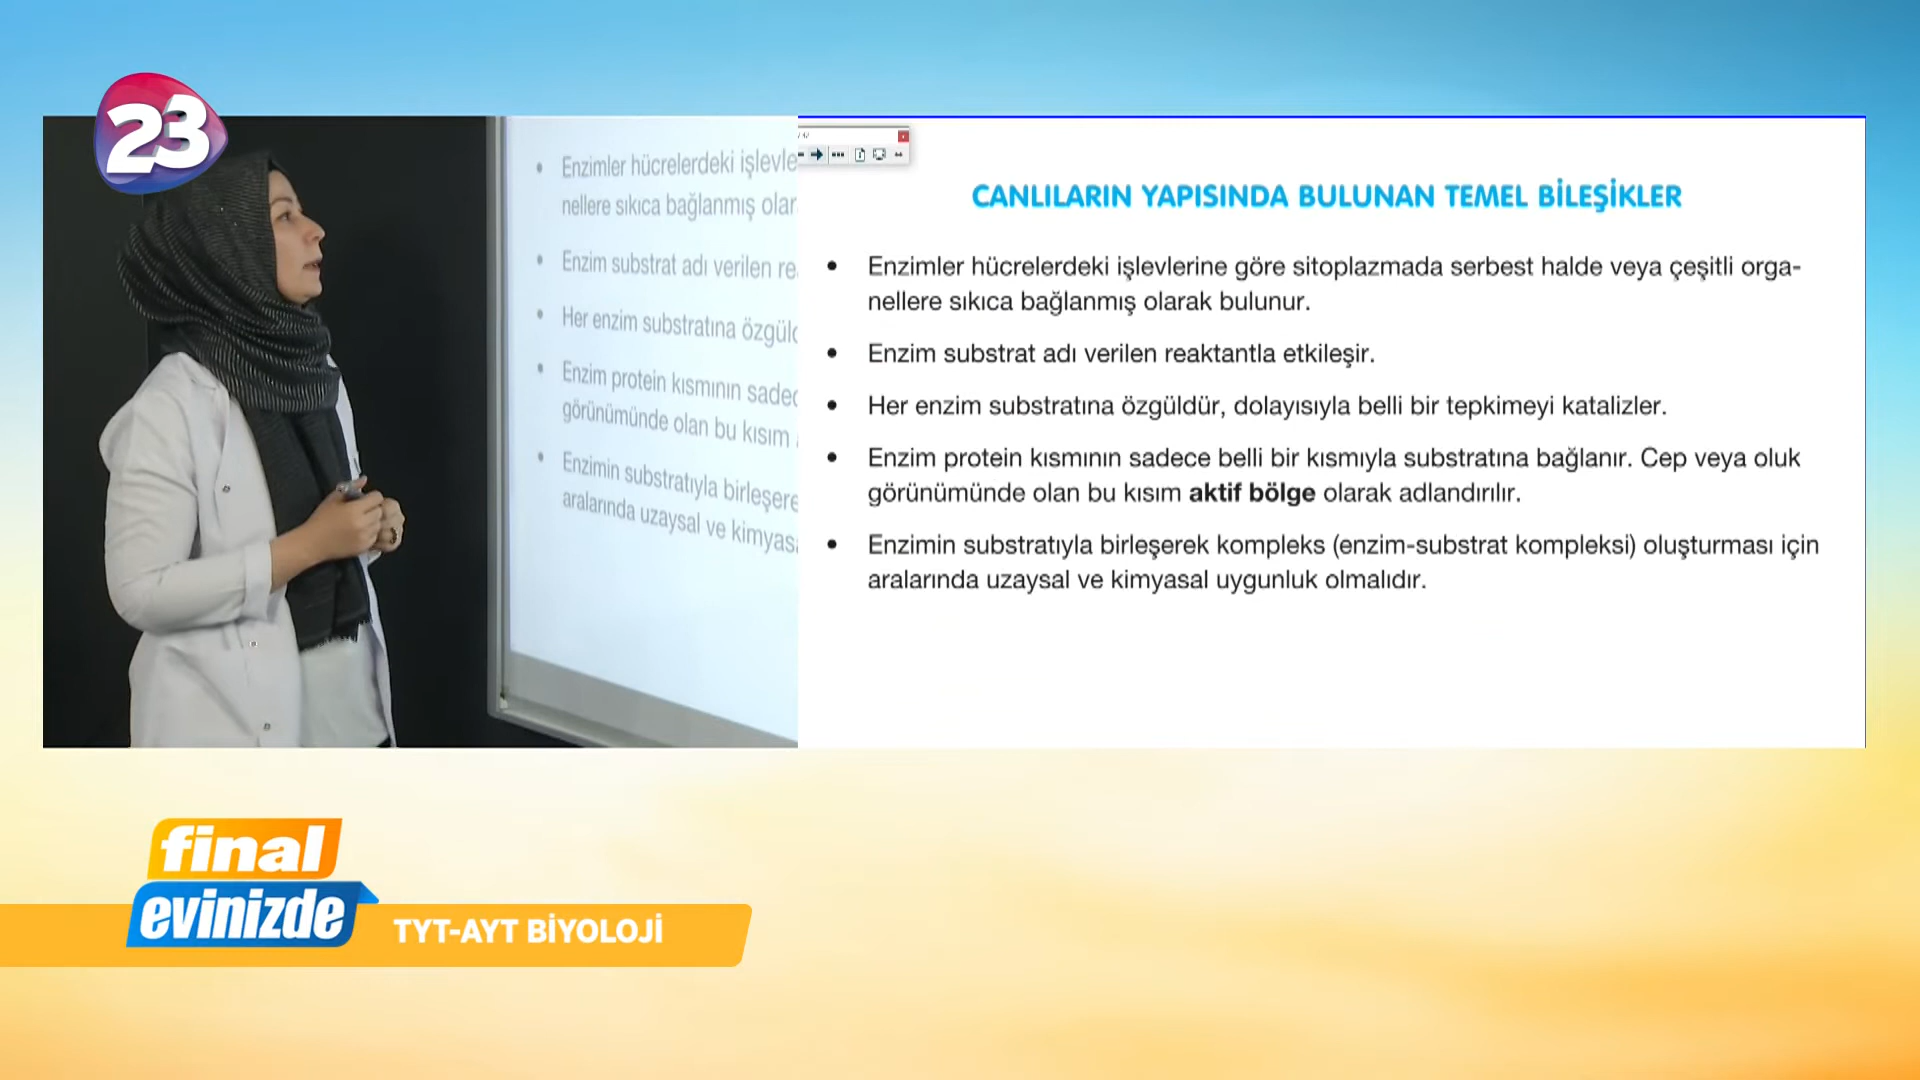 23
Enzimler hücrelerdeki işlevle
nellere sıkıca bağlanmış olar
Enzim substrat adı verilen re
Her enzim substratına özgül
Enzim protein kısmının sadec
görünümünde olan bu kısım
Enzimin substratıyla birleşere
aralarında uzaysal ve kimyas
CANLILARIN YAPISINDA BULUNAN TEMEL BİLEŞİKLER
• Enzimler hücrelerdeki işlevlerine göre sitoplazmada serbest halde veya çeşitli orga-
nellere sıkıca bağlanmış olarak bulunur.
• Enzim substrat adı verilen reaktantla etkileşir.
• Her enzim substratına özgüldür, dolayısıyla belli bir tepkimeyi katalizler.
• Enzim protein kısmının sadece belli bir kısmıyla substratına bağlanır. Cep veya oluk
görünümünde olan bu kısım aktif bölge olarak adlandırılır.
• Enzimin substratıyla birleşerek kompleks (enzim-substrat kompleksi) oluşturması için
aralarında uzaysal ve kimyasal uygunluk olmalıdır.
final
evinizde
TYT-AYT BİYOLOJİ